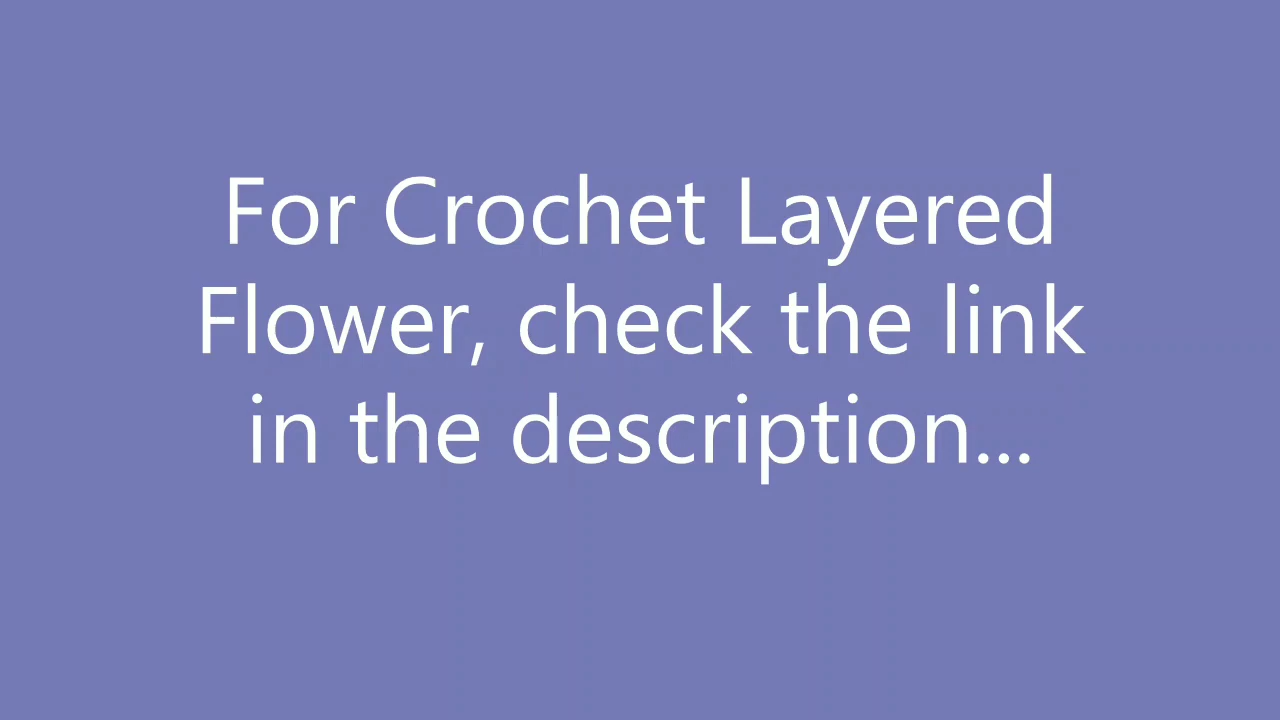 For Crochet Layered
Flower, check the link
in the description...